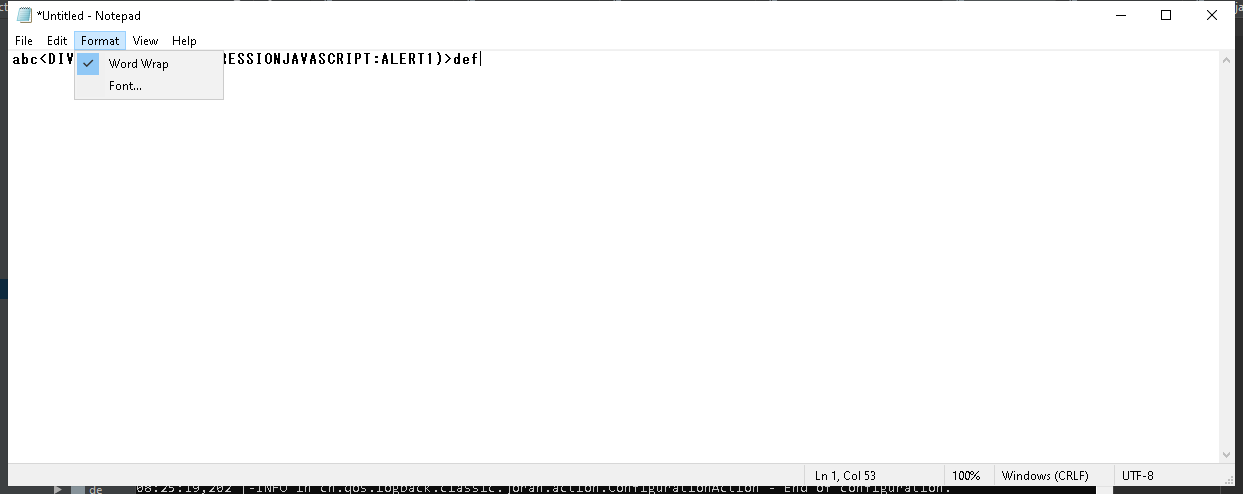 *Untitled - Notepad
File Edit Format View Help
abc<DIV RESSIONJAVASCRIPT:ALERT1)>def
Word Wrap
Font...
Ln 1, Col 53 100% Windows (CRLF) UTF-8
de 08:25:19,202 |-INFO in ch.qos.logback.classic.joran.action.ConfigurationAction - End of configuration.